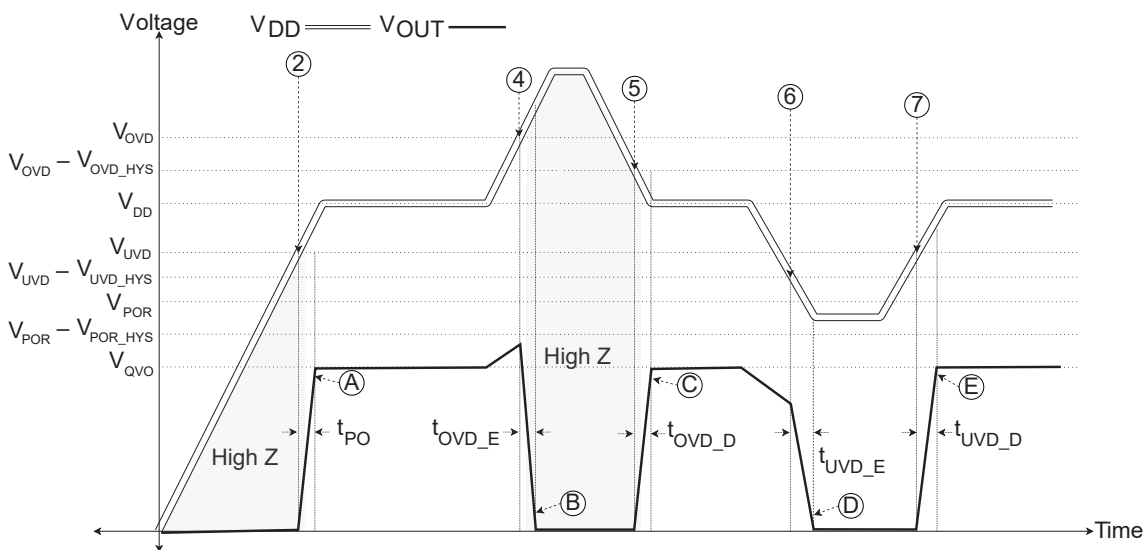 Voltage
VDD VOUT
2
4
5
6
7
VOVD
VOVD – VOVD_HYS
VDD
VUVD
VUVD – VUVD_HYS
VPOR
VPOR – VPOR_HYS
VQVO
High Z
A
C
E
tPO
tOVD_E
tOVD_D
tUVD_E
tUVD_D
High Z
B
D
Time